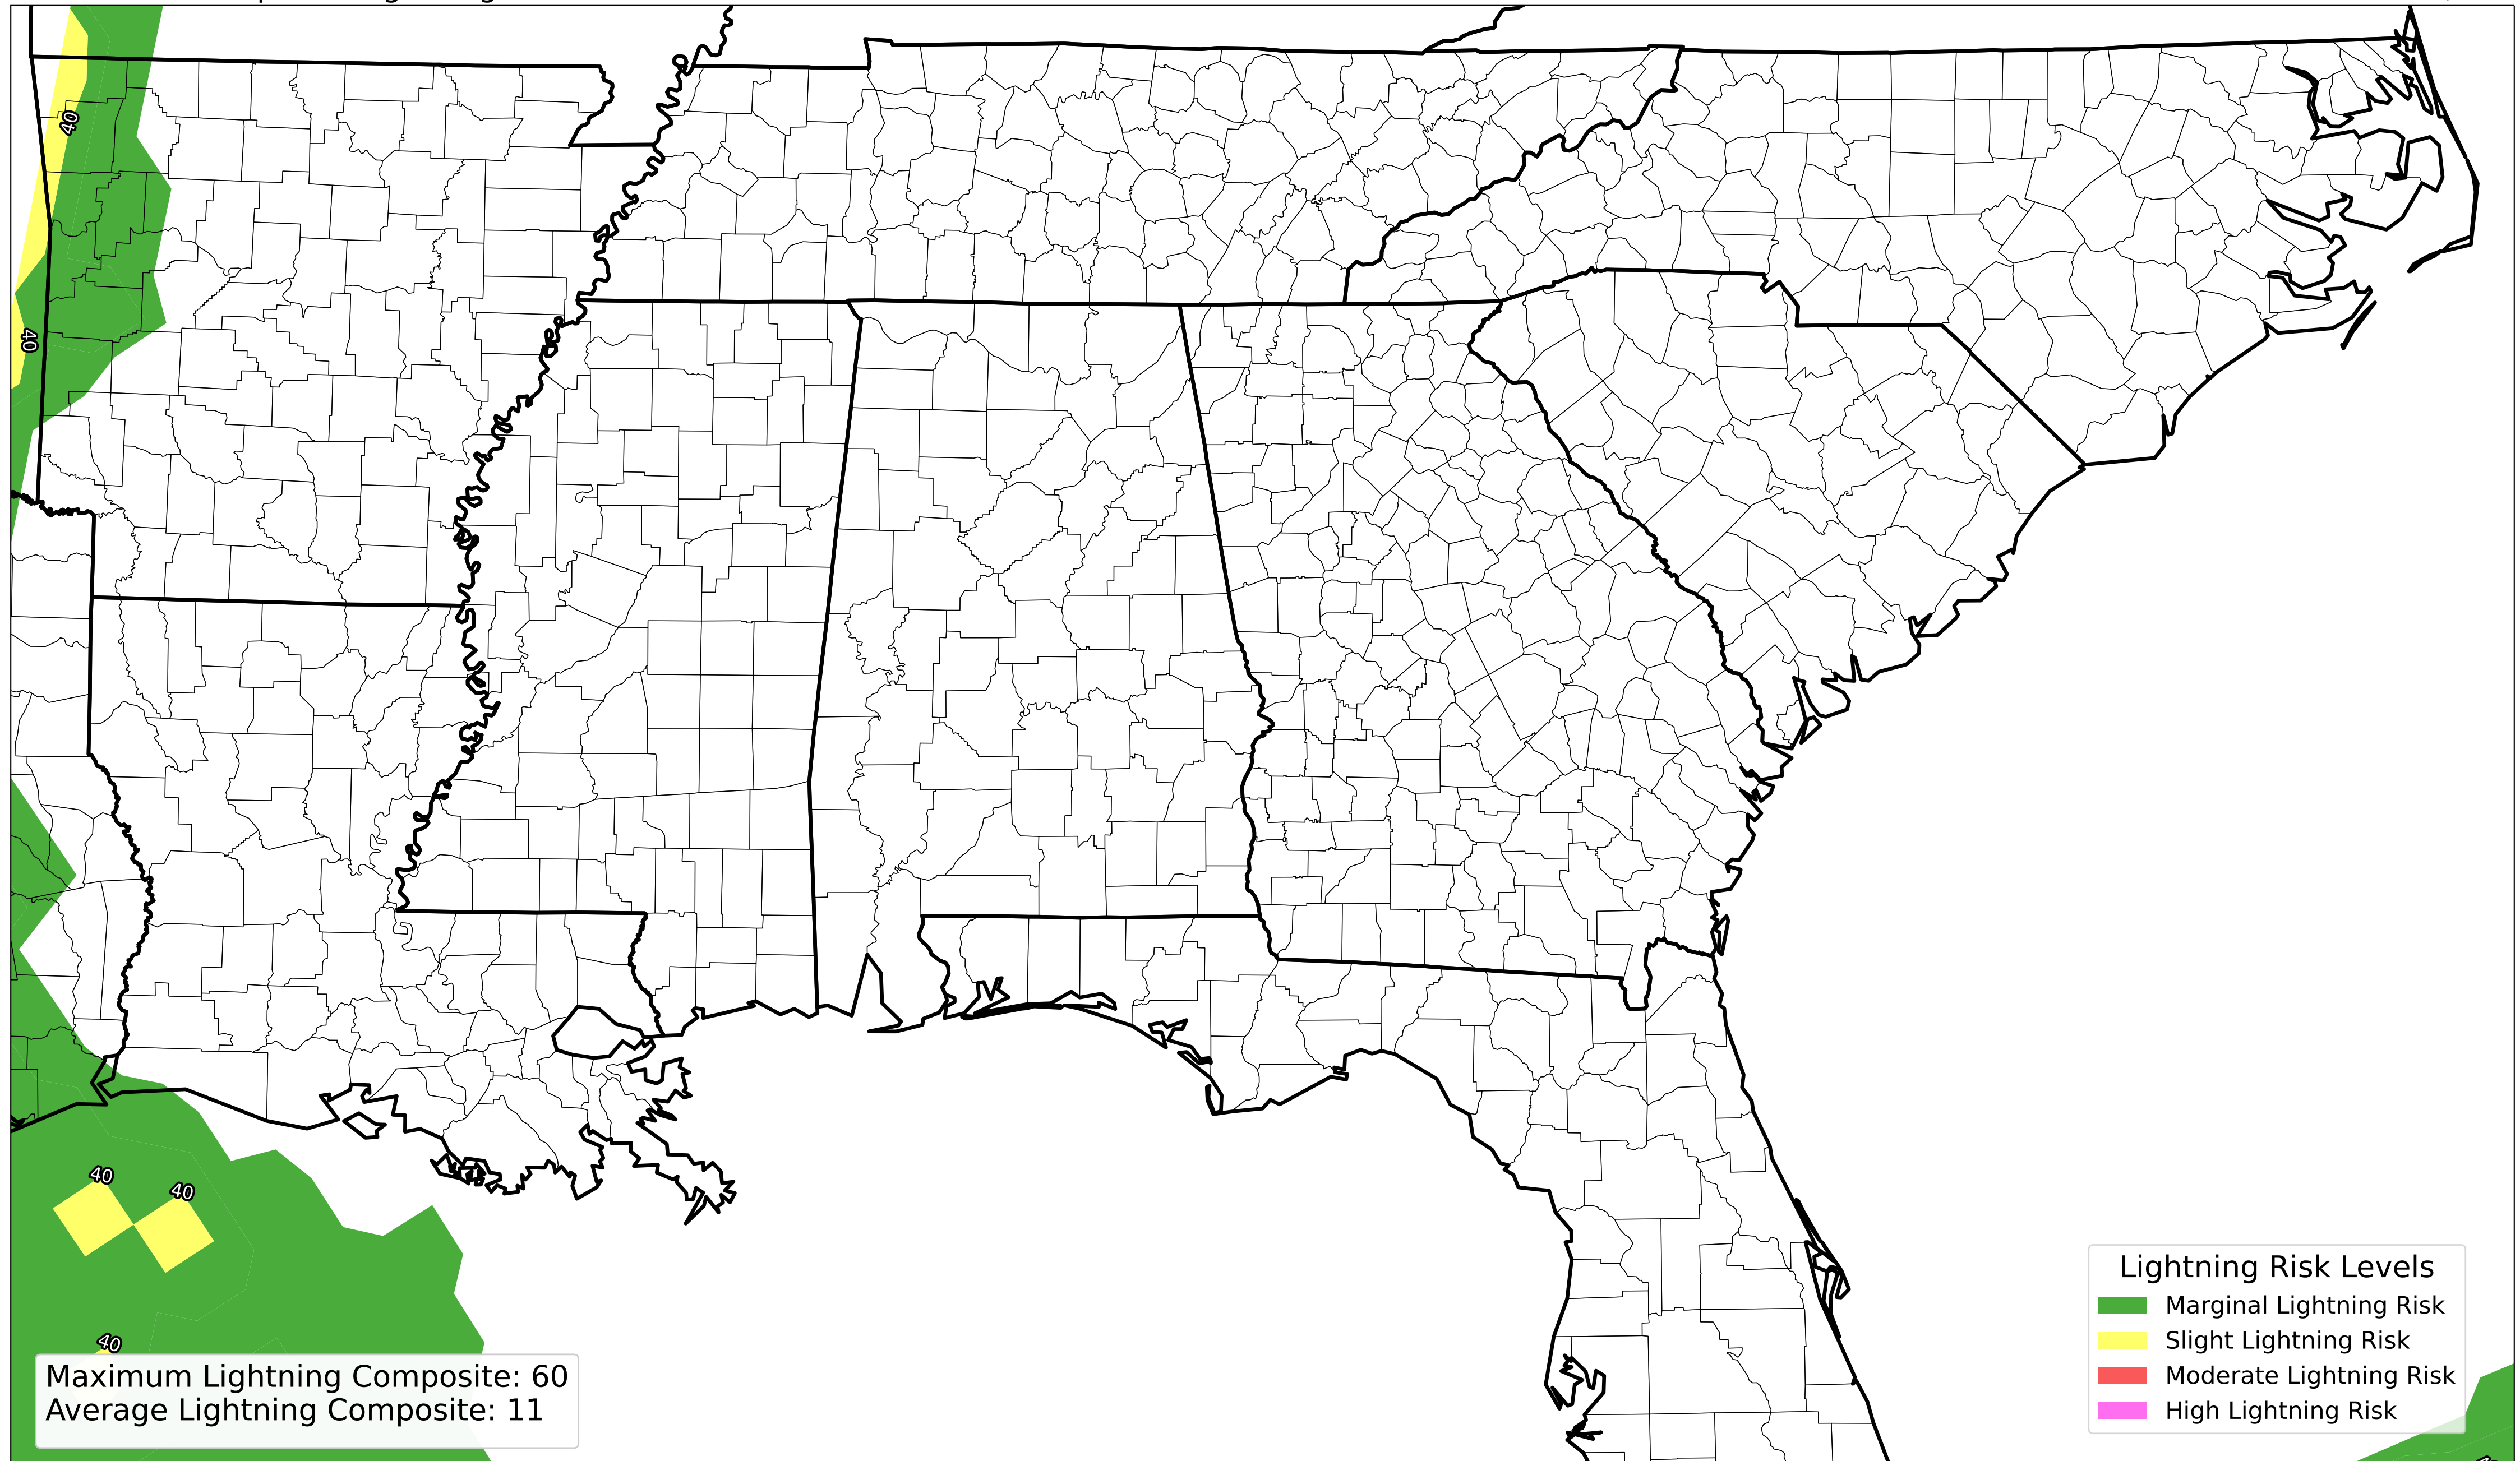 40
40
40
40
40
Maximum Lightning Composite: 60
Average Lightning Composite: 11
Lightning Risk Levels
Marginal Lightning Risk
Slight Lightning Risk
Moderate Lightning Risk
High Lightning Risk